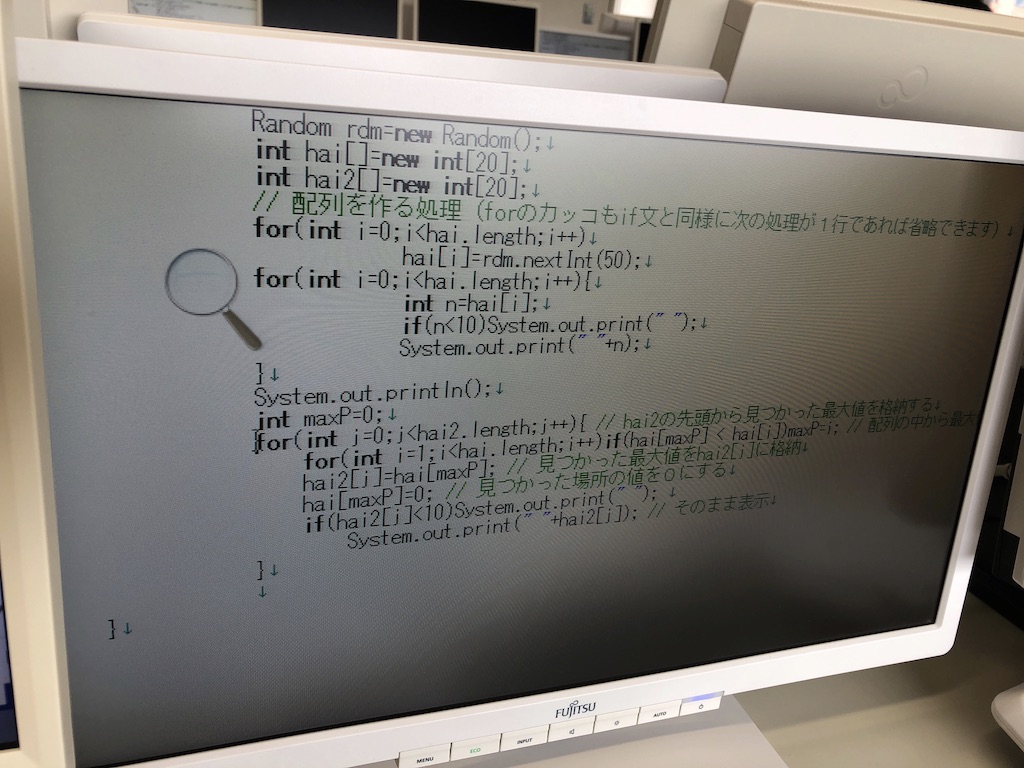 Random rdm=new Random();↓
int hai[]=new int[20];↓
int hai2[]=new int[20];↓
// 配列を作る処理（forのカッコもif文と同様に次の処理が１行であれば省略できます）↓
for(int i=0;i<hai.length;i++)↓
hai[i]=rdm.nextInt(50);↓
for(int i=0;i<hai.length;i++){↓
int n=hai[i];↓
if(n<10)System.out.print(" ");↓
System.out.print(" "+n);↓
}↓
System.out.println();↓
int maxP=0;↓
for(int j=0;j<hai2.length;j++){ // hai2の先頭から見つかった最大値を格納する↓
for(int i=1;i<hai.length;i++)if(hai[maxP] < hai[i])maxP=i; // 配列の中から最大
hai2[j]=hai[maxP]; // 見つかった最大値をhai2[j]に格納↓
hai[maxP]=0; // 見つかった場所の値を０にする↓
if(hai2[j]<10)System.out.print(" "); ↓
System.out.print(" "+hai2[j]); // そのまま表示↓
}↓
↓
}↓
FUJITSU
MENU
ECO
INPUT
AUTO